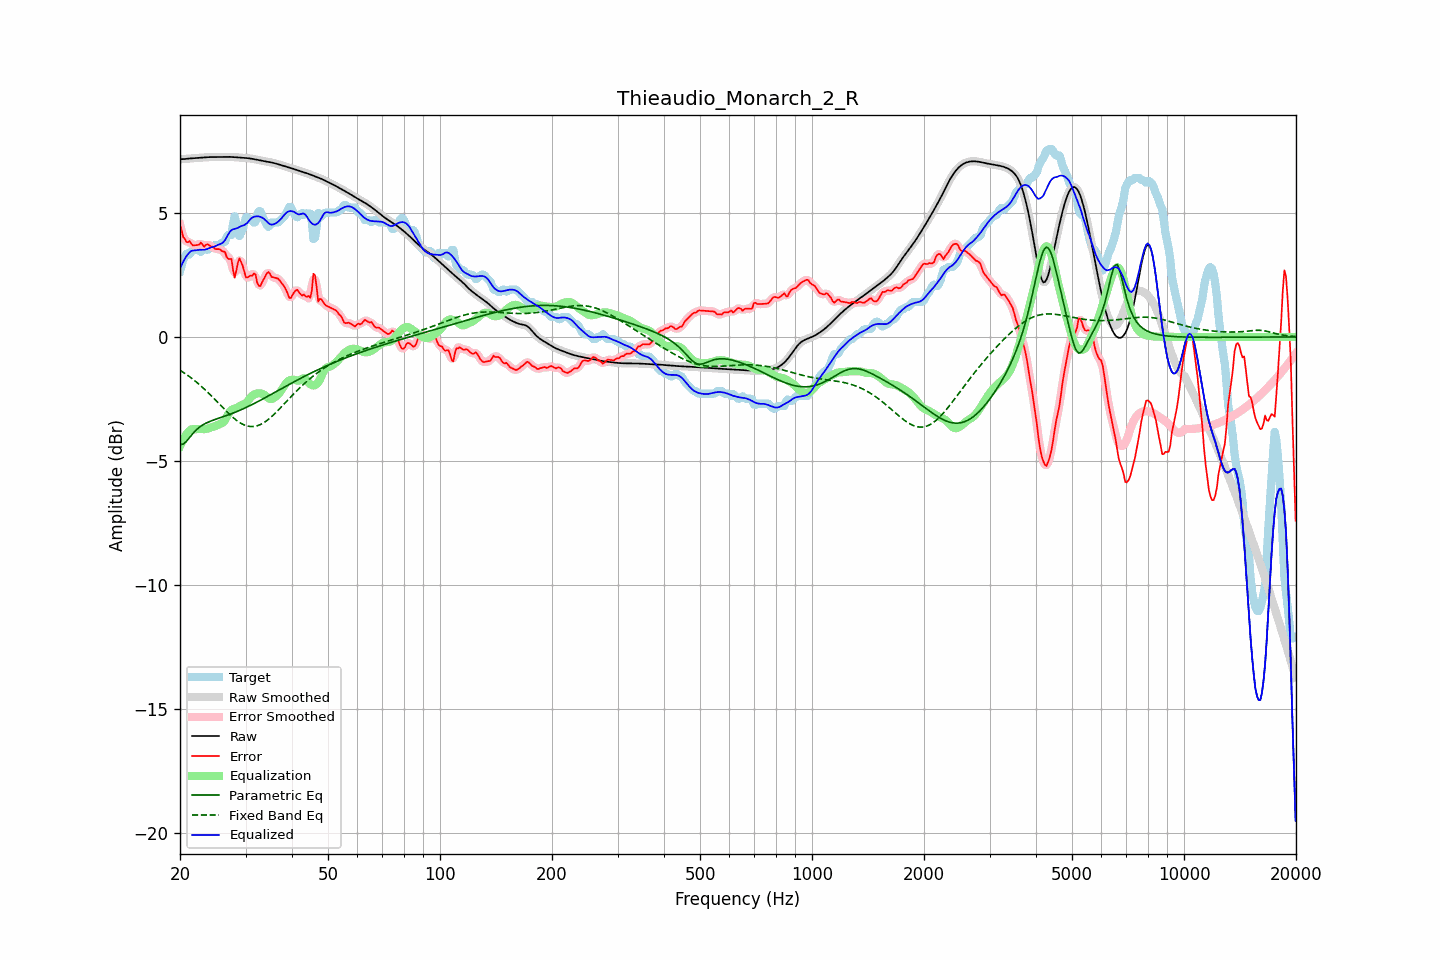 Thieaudio_Monarch_2_R
Amplitude (dBr)
5
0
−5
−10
−15
−20
Target
Raw Smoothed
Error Smoothed
Raw
Error
Equalization
Parametric Eq
Fixed Band Eq
Equalized
20 50 100 200 500 1000 2000 5000 10000 20000
Frequency (Hz)